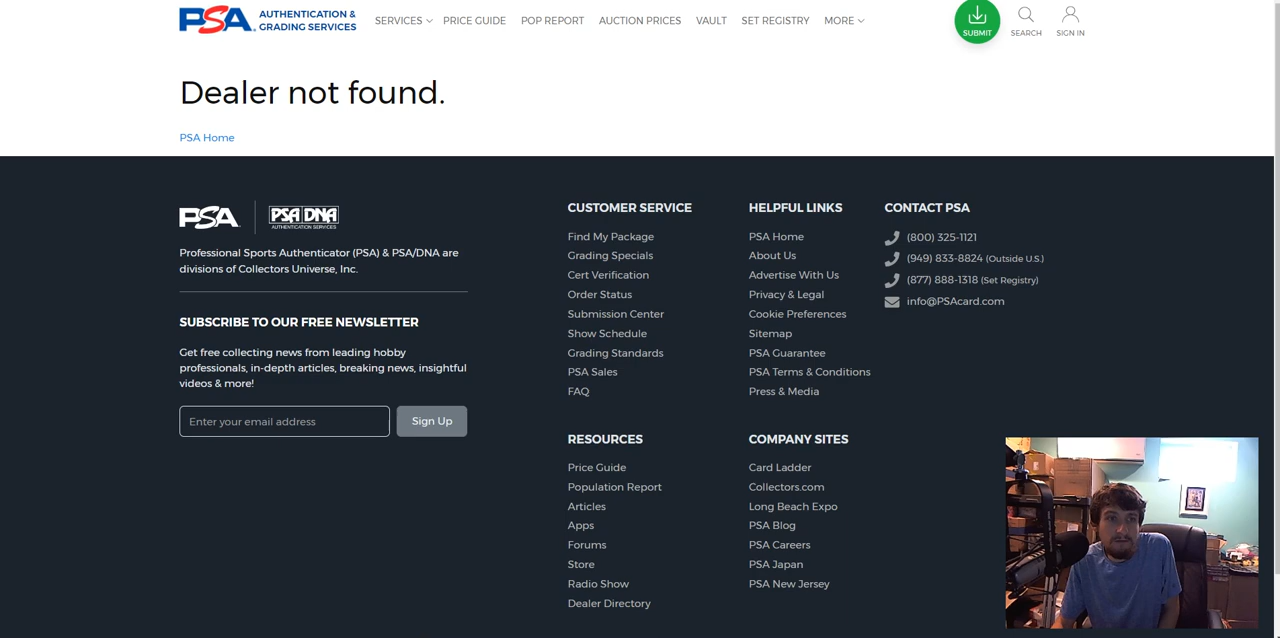 PSA AUTHENTICATION & GRADING SERVICES
SERVICES PRICE GUIDE POP REPORT AUCTION PRICES VAULT SET REGISTRY MORE
SUBMIT SEARCH SIGN IN
Dealer not found.
PSA Home
PSA PSA DNA
AUTHENTICATION SERVICES
Professional Sports Authenticator (PSA) & PSA/DNA are
divisions of Collectors Universe, Inc.
SUBSCRIBE TO OUR FREE NEWSLETTER
Get free collecting news from leading hobby
professionals, in-depth articles, breaking news, insightful
videos & more!
Enter your email address
Sign Up
CUSTOMER SERVICE
Find My Package
Grading Specials
Cert Verification
Order Status
Submission Center
Show Schedule
Grading Standards
PSA Sales
FAQ
HELPFUL LINKS
PSA Home
About Us
Advertise With Us
Privacy & Legal
Cookie Preferences
Sitemap
PSA Guarantee
PSA Terms & Conditions
Press & Media
CONTACT PSA
(800) 325-1121
(949) 833-8824 (Outside U.S.)
(877) 888-1318 (Set Registry)
info@PSAcard.com
RESOURCES
Price Guide
Population Report
Articles
Apps
Forums
Store
Radio Show
Dealer Directory
COMPANY SITES
Card Ladder
Collectors.com
Long Beach Expo
PSA Blog
PSA Careers
PSA Japan
PSA New Jersey